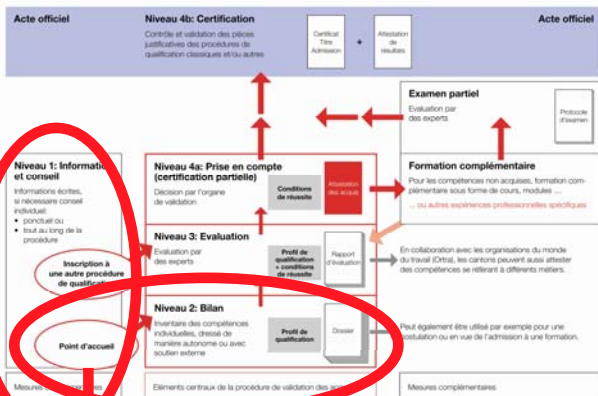 Acte officiel
Niveau 4b: Certification
Contrôle et validation des pièces
justificatives des procédures de
qualification classiques et/ou autres
Certificat
Titre
Admission
+
Attestation
de
résultats
Acte officiel
Examen partiel
Evaluation par
des experts
Protocole
d'examen
Niveau 1: Information
et conseil
Informations écrites,
si nécessaire conseil
individuel:
• ponctuel ou
• tout au long de la
procédure
Inscription à
une autre procédure
de qualification
Point d'accueil
Niveau 4a: Prise en compte
(certification partielle)
Décision par l'organe
de validation
Conditions
de réussite
Attestation
des acquis
Formation complémentaire
Pour les compétences non acquises, formation com-
plémentaire sous forme de cours, modules ...
... ou autres expériences professionnelles spécifiques
Niveau 3: Evaluation
Evaluation par
des experts
Profil de
qualification
+ conditions
de réussite
Rapport
d'évaluation
En collaboration avec les organisations du monde
du travail (Ortra), les cantons peuvent aussi attester
des compétences se référant à différents métiers.
Niveau 2: Bilan
Inventaire des compétences
individuelles, dressé de
manière autonome ou avec
soutien externe
Profil de
qualification
Dossier
Peut également être utilisé par exemple pour une
postulation ou en vue de l'admission à une formation.
Mesures
Eléments centraux de la procédure de validation des
Mesures complémentaires